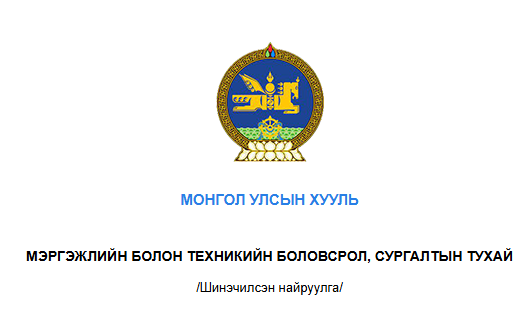 МОНГОЛ УЛСЫН ХУУЛЬ
МЭРГЭЖЛИЙН БОЛОН ТЕХНИКИЙН БОЛОВСРОЛ, СУРГАЛТЫН ТУХАЙ
/Шинэчилсэн найруулга/